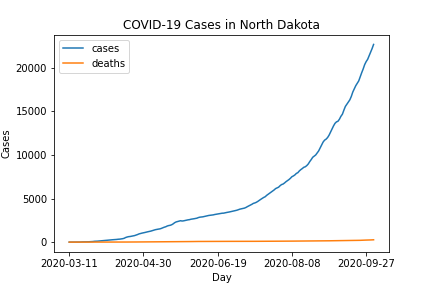 COVID-19 Cases in North Dakota
cases
deaths
20000
15000
10000
5000
0
Cases
2020-03-11 2020-04-30 2020-06-19 2020-08-08 2020-09-27
Day